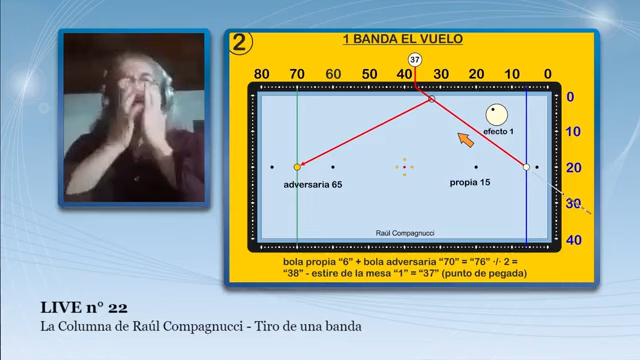 2
1 BANDA EL VUELO
37
80 70 60 50 40 30 20 10 0
0
efecto 1
10
20
adversaria 65
propia 15
30
Raúl Compagnucci
40
bola propia “6” + bola adversaria “70” = “76” ·/· 2 =
“38” - estire de la mesa “1” = “37” (punto de pegada)
LIVE n° 22
La Columna de Raúl Compagnucci - Tiro de una banda